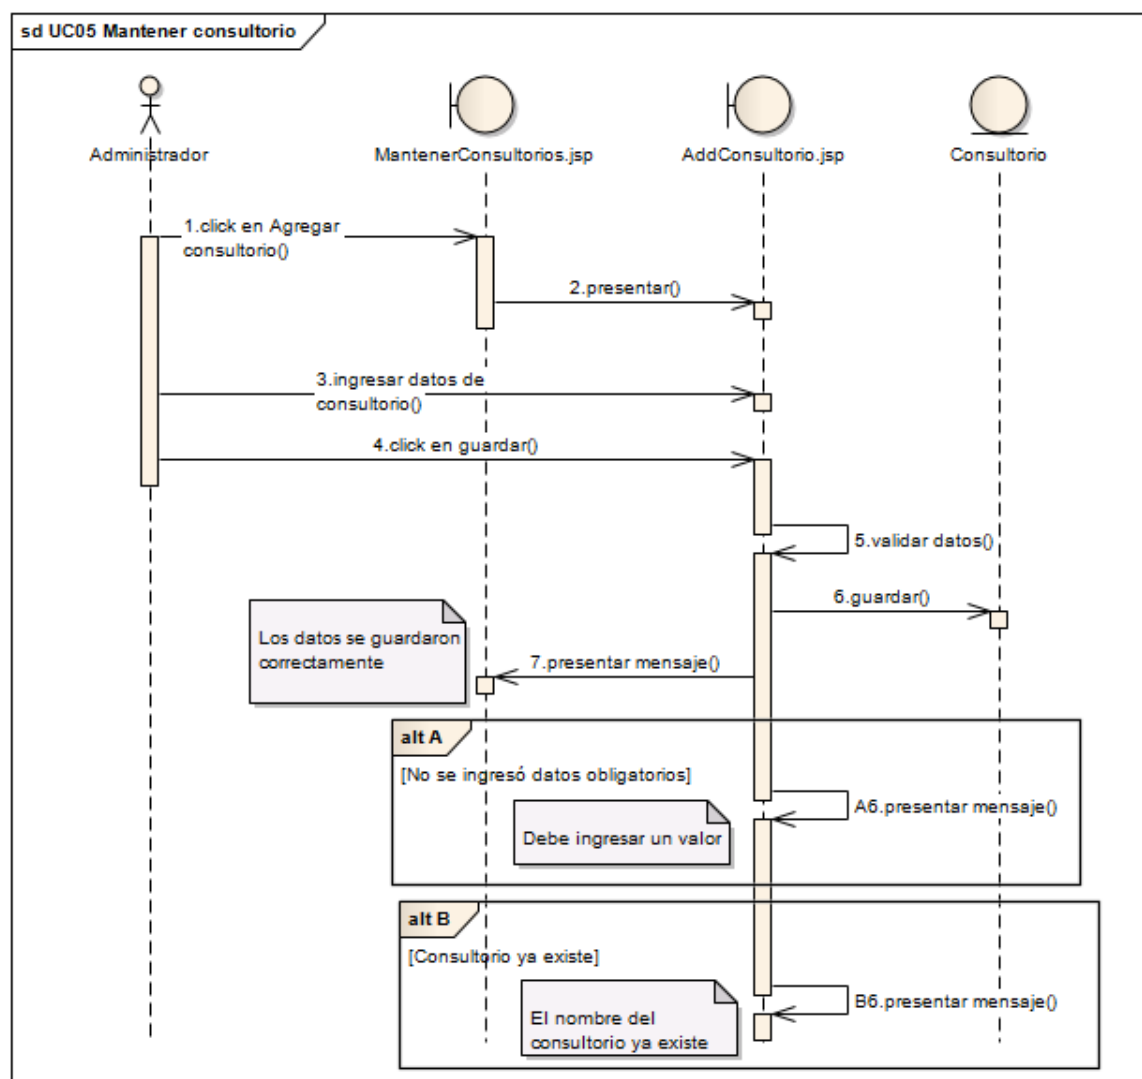 sd UC05 Mantener consultorio
Administrador
MantenerConsultorios.jsp
AddConsultorio.jsp
Consultorio
1.click en Agregar
consultorio()
2.presentar()
3.ingresar datos de
consultorio()
4.click en guardar()
5.validar datos()
6.guardar()
Los datos se guardaron
correctamente
7.presentar mensaje()
alt A
[No se ingresó datos obligatorios]
A6.presentar mensaje()
Debe ingresar un valor
alt B
[Consultorio ya existe]
B6.presentar mensaje()
El nombre del
consultorio ya existe